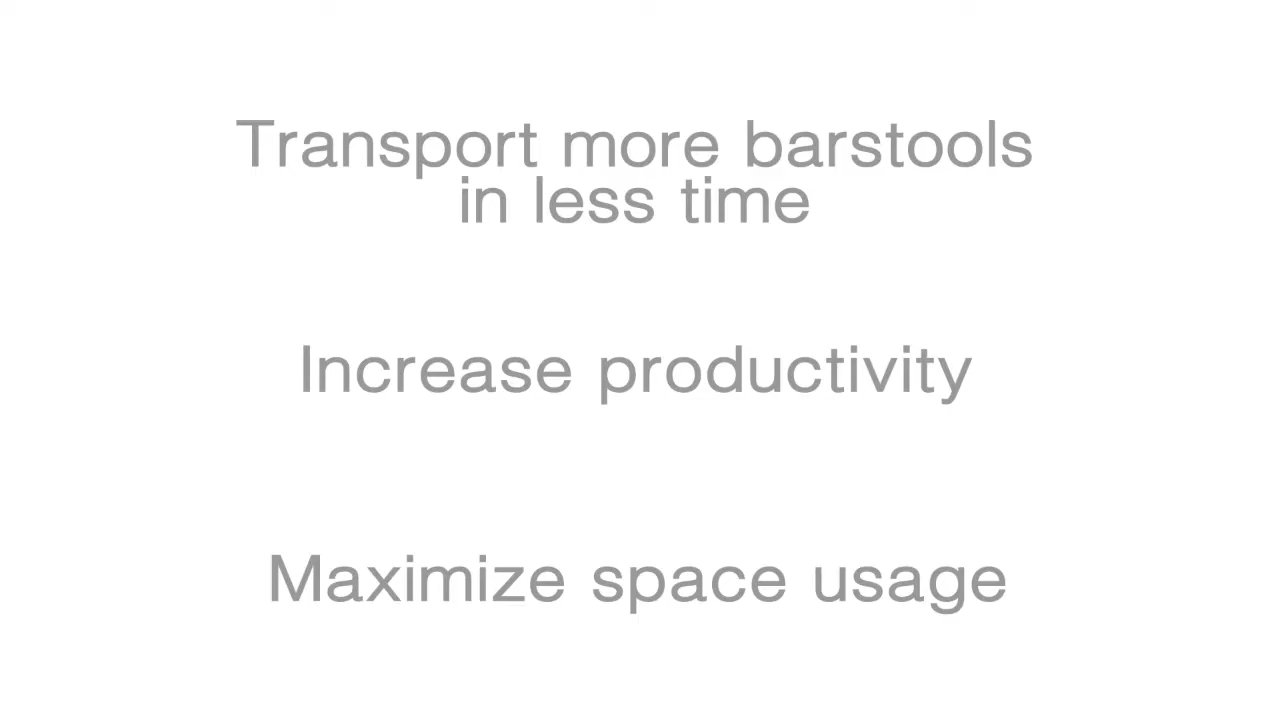 Transport more barstools
in less time
Increase productivity
Maximize space usage